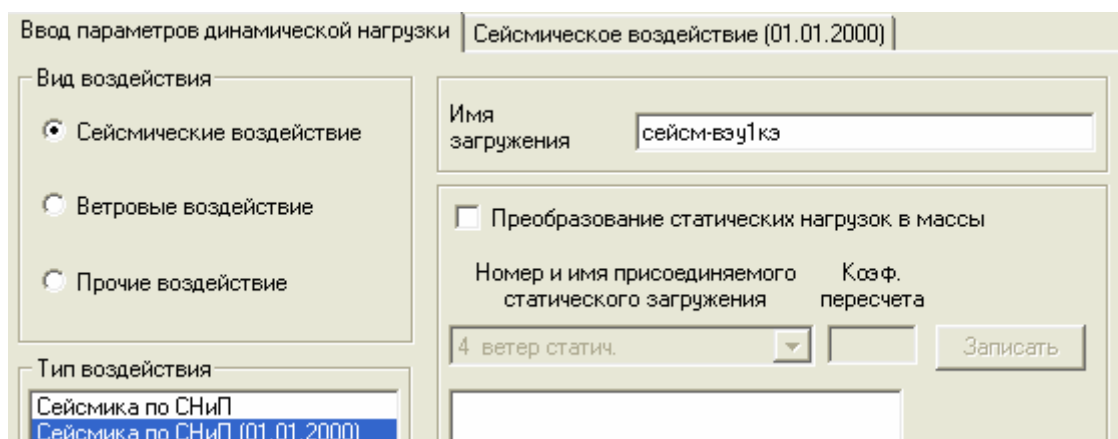 Ввод параметров динамической нагрузки
Сейсмическое воздействие (01.01.2000)
Вид воздействия
Сейсмические воздействие
Ветровые воздействие
Прочие воздействие
Имя
загружения
сейсм-вэу1кэ
Преобразование статических нагрузок в массы
Номер и имя присоединяемого
статического загружения
Коэф.
пересчета
4 ветер статич.
Записать
Тип воздействия
Сейсмика по СНиП
Сейсмика по СНиП (01.01.2000)